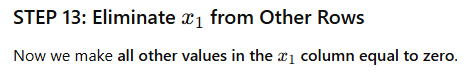 STEP 13: Eliminate x₁ from Other Rows
Now we make all other values in the x₁ column equal to zero.